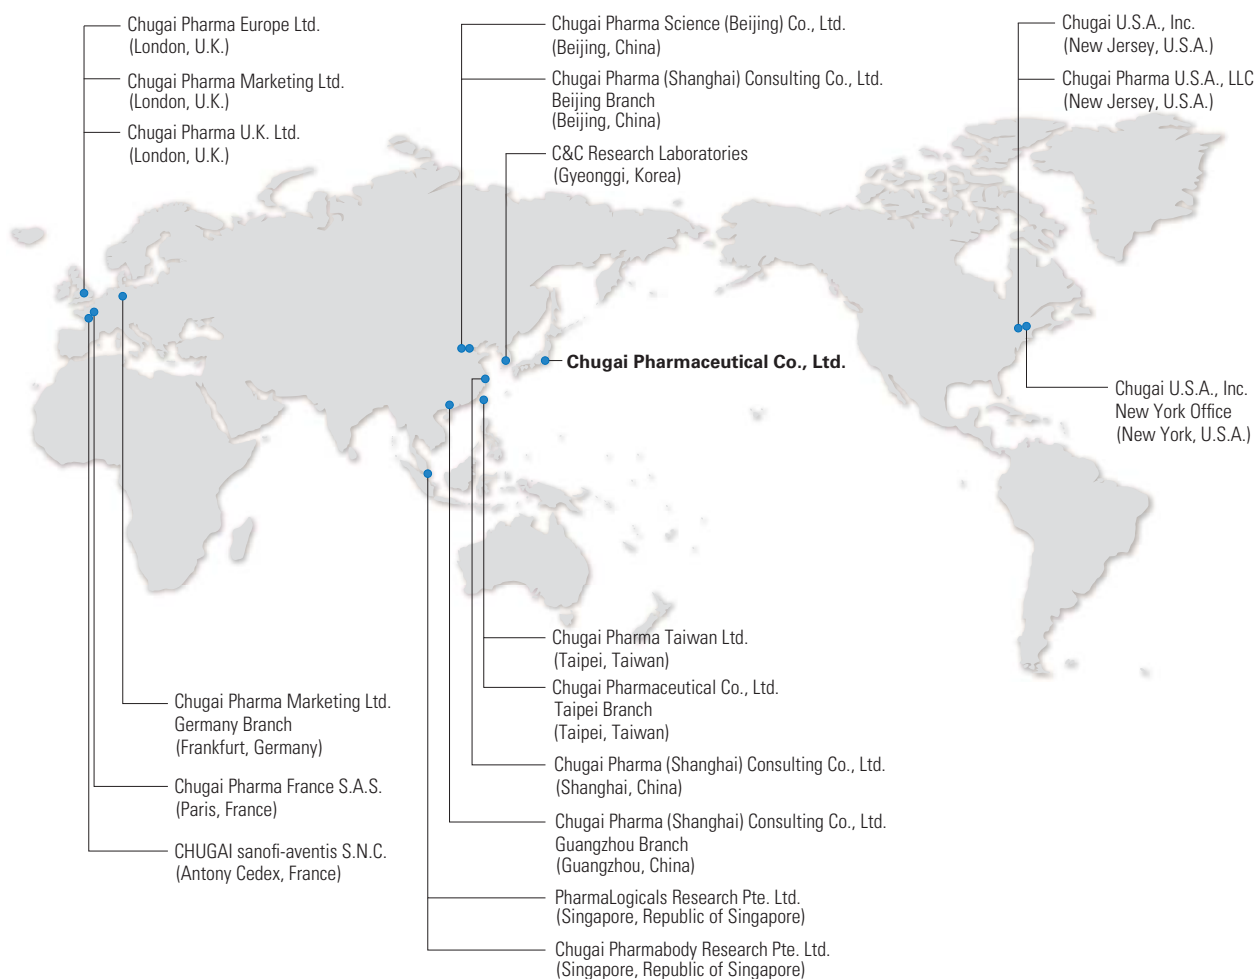 Chugai Pharma Europe Ltd.
(London, U.K.)
Chugai Pharma Marketing Ltd.
(London, U.K.)
Chugai Pharma U.K. Ltd.
(London, U.K.)
Chugai Pharma Science (Beijing) Co., Ltd.
(Beijing, China)
Chugai Pharma (Shanghai) Consulting Co., Ltd.
Beijing Branch
(Beijing, China)
C&C Research Laboratories
(Gyeonggi, Korea)
Chugai U.S.A., Inc.
(New Jersey, U.S.A.)
Chugai Pharma U.S.A., LLC
(New Jersey, U.S.A.)
Chugai Pharmaceutical Co., Ltd.
Chugai U.S.A., Inc.
New York Office
(New York, U.S.A.)
Chugai Pharma Marketing Ltd.
Germany Branch
(Frankfurt, Germany)
Chugai Pharma France S.A.S.
(Paris, France)
CHUGAI sanofi-aventis S.N.C.
(Antony Cedex, France)
Chugai Pharma Taiwan Ltd.
(Taipei, Taiwan)
Chugai Pharmaceutical Co., Ltd.
Taipei Branch
(Taipei, Taiwan)
Chugai Pharma (Shanghai) Consulting Co., Ltd.
(Shanghai, China)
Chugai Pharma (Shanghai) Consulting Co., Ltd.
Guangzhou Branch
(Guangzhou, China)
PharmaLogicals Research Pte. Ltd.
(Singapore, Republic of Singapore)
Chugai Pharmabody Research Pte. Ltd.
(Singapore, Republic of Singapore)